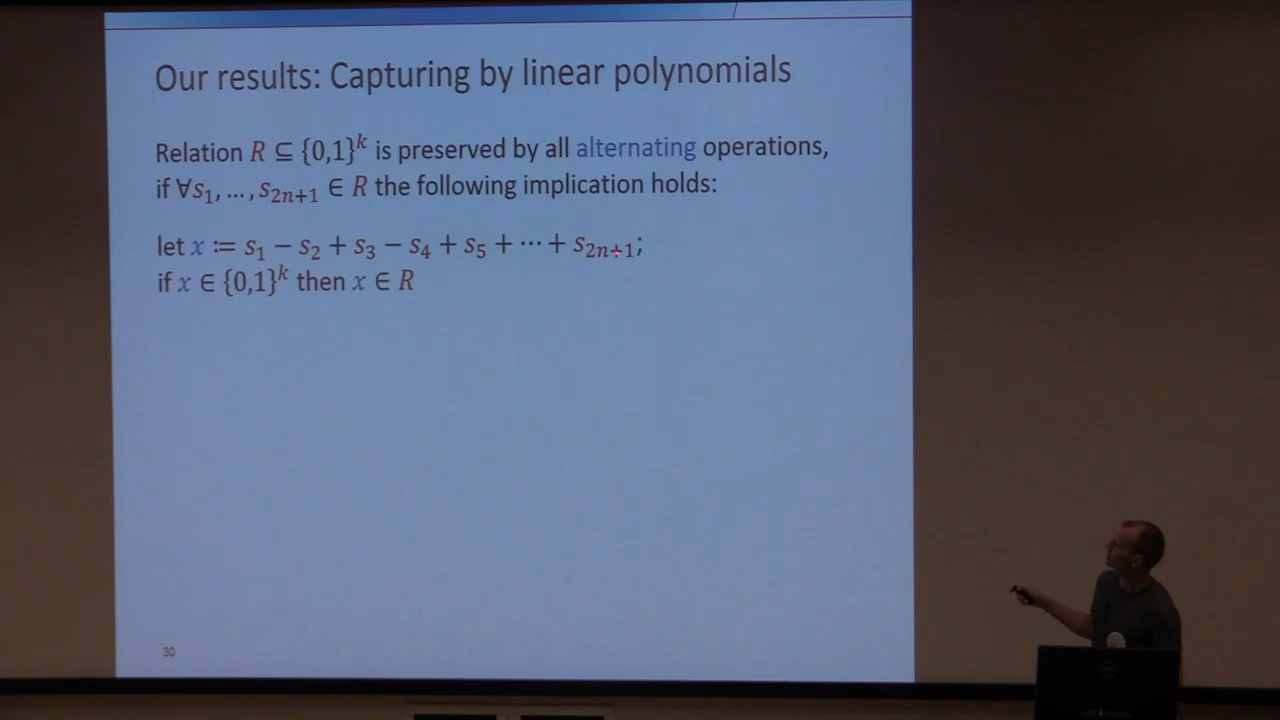 Our results: Capturing by linear polynomials
Relation R ⊆ {0,1}ᵏ is preserved by all alternating operations,
if ∀s₁, … , s₂ₙ₊₁ ∈ R the following implication holds:
let x ≔ s₁ − s₂ + s₃ − s₄ + s₅ + ⋯ + s₂ₙ₊₁;
if x ∈ {0,1}ᵏ then x ∈ R
30